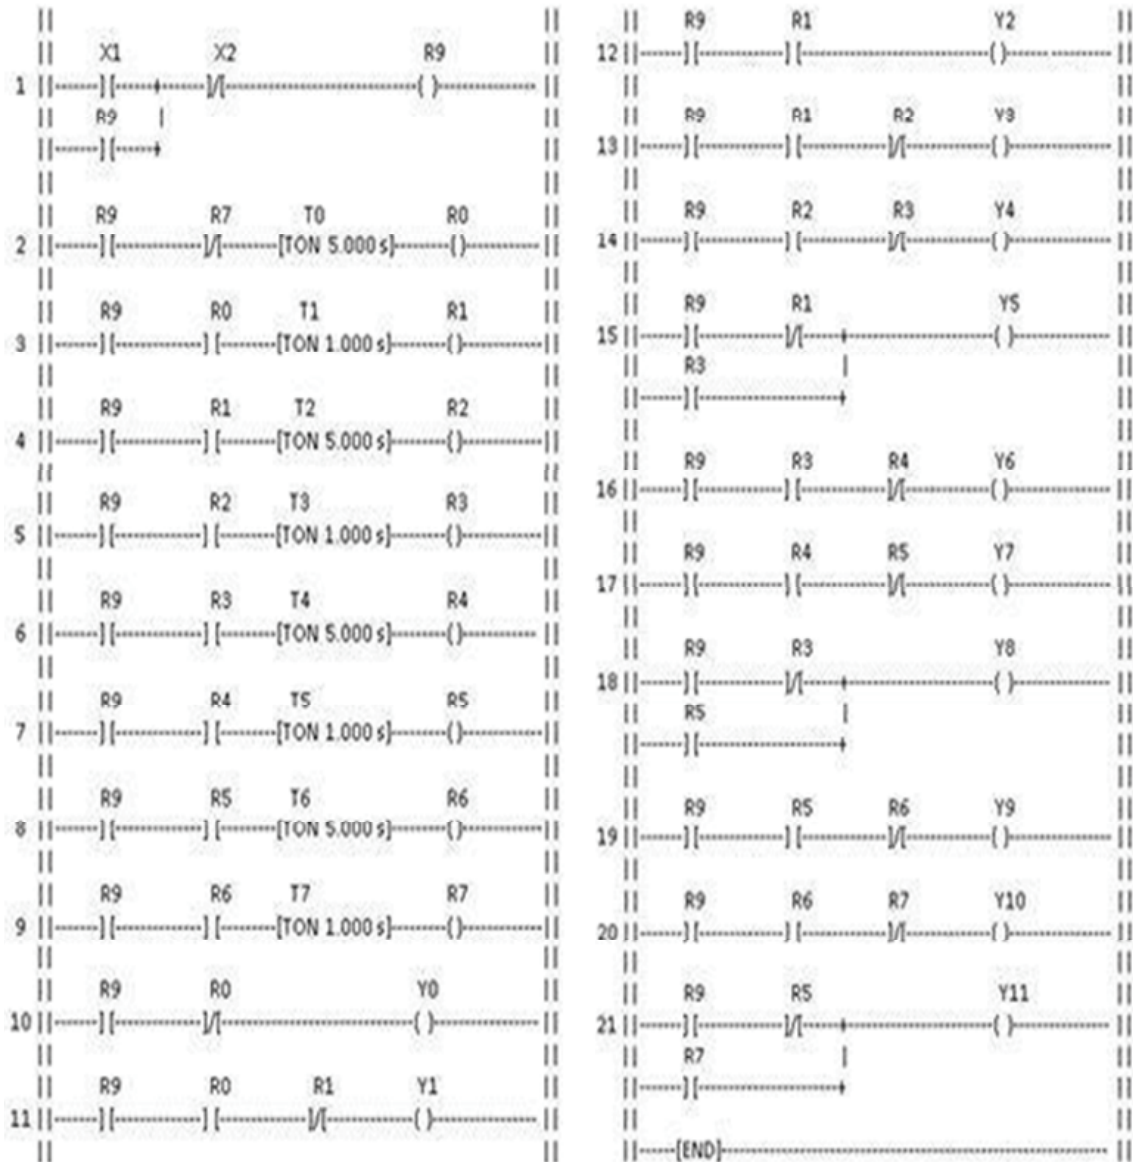 X1 X2 R9
1 ||-------] [-------+-------]/[-------( )-------||
R9
||-------] [-------+
R9 R7 T0 R0
2 ||-------] [-------]/[-------[TON 5.000 s]-------( )-------||
R9 R0 T1 R1
3 ||-------] [-------] [-------[TON 1.000 s]-------( )-------||
R9 R1 T2 R2
4 ||-------] [-------] [-------[TON 5.000 s]-------( )-------||
R9 R2 T3 R3
5 ||-------] [-------] [-------[TON 1.000 s]-------( )-------||
R9 R3 T4 R4
6 ||-------] [-------] [-------[TON 5.000 s]-------( )-------||
R9 R4 T5 R5
7 ||-------] [-------] [-------[TON 1.000 s]-------( )-------||
R9 R5 T6 R6
8 ||-------] [-------] [-------[TON 5.000 s]-------( )-------||
R9 R6 T7 R7
9 ||-------] [-------] [-------[TON 1.000 s]-------( )-------||
R9 R0 Y0
10 ||-------] [-------]/[-------( )-------||
R9 R0 R1 Y1
11 ||-------] [-------] [-------]/[-------( )-------||
R9 R1 Y2
12 ||-------] [-------] [-------( )-------||
R9 R1 R2 Y3
13 ||-------] [-------] [-------]/[-------( )-------||
R9 R2 R3 Y4
14 ||-------] [-------] [-------]/[-------( )-------||
R9 R1 Y5
15 ||-------] [-------]/[-------+-------( )-------||
R3
||-------] [-------+
R9 R3 R4 Y6
16 ||-------] [-------] [-------]/[-------( )-------||
R9 R4 R5 Y7
17 ||-------] [-------] [-------]/[-------( )-------||
R9 R3 Y8
18 ||-------] [-------]/[-------+-------( )-------||
R5
||-------] [-------+
R9 R5 R6 Y9
19 ||-------] [-------] [-------]/[-------( )-------||
R9 R6 R7 Y10
20 ||-------] [-------] [-------]/[-------( )-------||
R9 R5 Y11
21 ||-------] [-------]/[-------+-------( )-------||
R7
||-------] [-------+
||-------[END]-------||